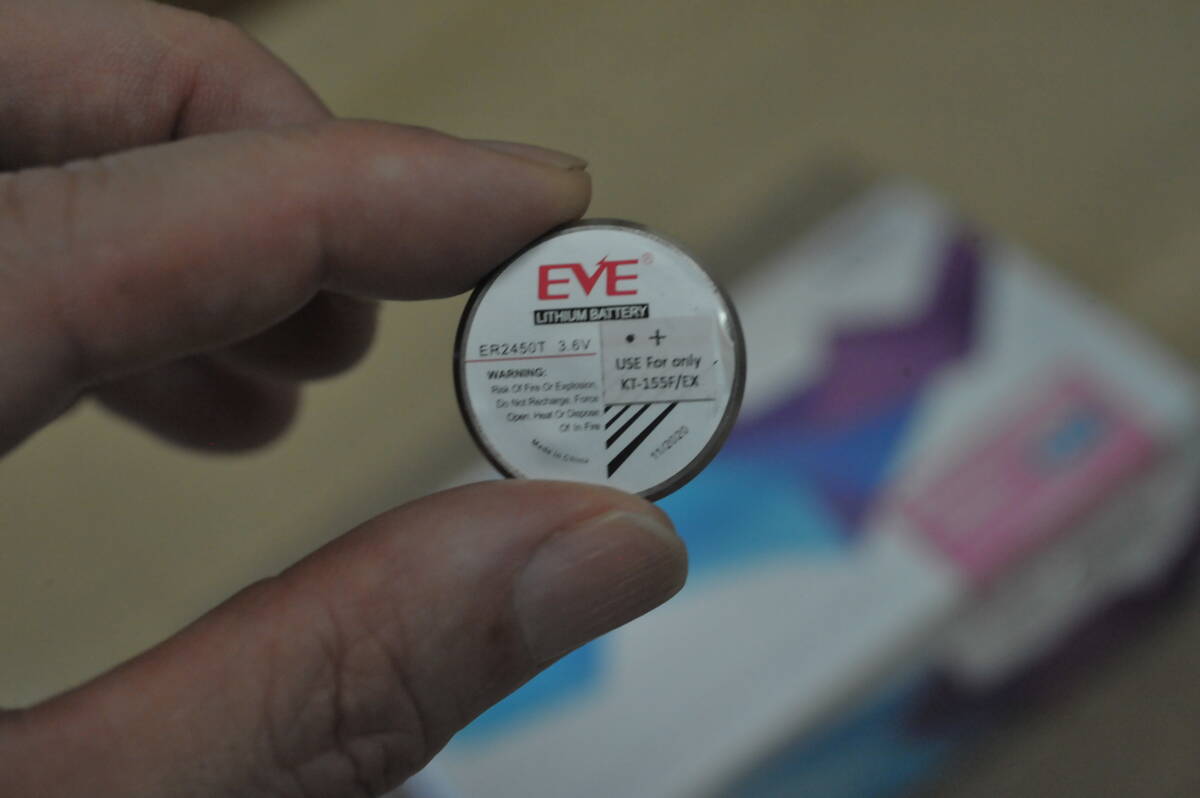 EVE®
LITHIUM BATTERY
ER2450T 3.6V
WARNING:
Risk Of Fire Or Explosion,
Do Not Recharge, Force
Open, Heat Or Dispose
Of In Fire
Made In China
• +
USE For only
KT-155F/EX
11/2020